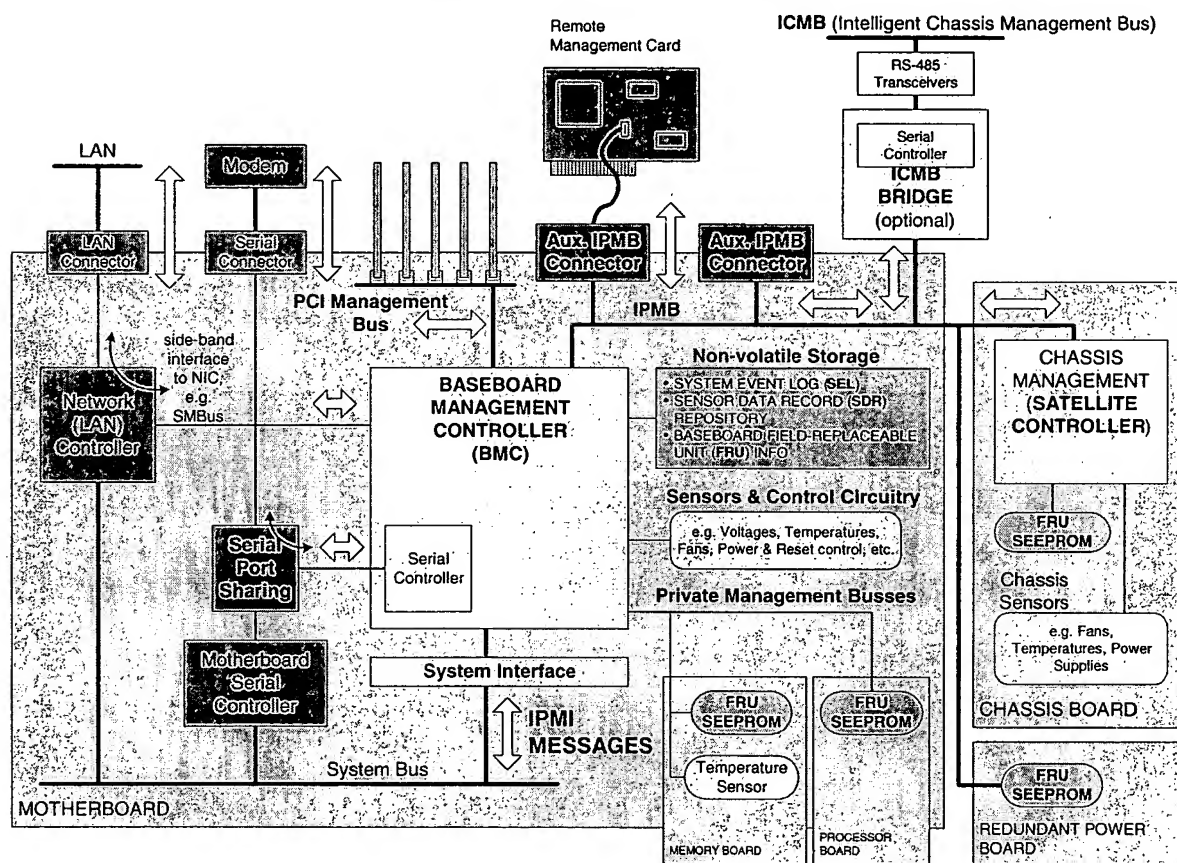 Remote
Management Card
ICMB (Intelligent Chassis Management Bus)
RS-485
Transceivers
Serial
Controller
ICMB
BRIDGE
(optional)
LAN
Modem
LAN
Connector
Serial
Connector
Aux. IPMB
Connector
Aux. IPMB
Connector
PCI Management
Bus
IPMB
side-band
interface
to NIC,
e.g.
SMBus
Network
(LAN)
Controller
BASEBOARD
MANAGEMENT
CONTROLLER
(BMC)
Non-volatile Storage
• SYSTEM EVENT LOG (SEL)
• SENSOR DATA RECORD (SDR)
REPOSITORY
• BASEBOARD FIELD-REPLACEABLE
UNIT (FRU) INFO
CHASSIS
MANAGEMENT
(SATELLITE
CONTROLLER)
Sensors & Control Circuitry
e.g. Voltages, Temperatures,
Fans, Power & Reset control, etc.
FRU
SEEPROM
Serial
Port
Sharing
Serial
Controller
Private Management Busses
Chassis
Sensors
e.g. Fans,
Temperatures, Power
Supplies
CHASSIS BOARD
Motherboard
Serial
Controller
System Interface
IPMI
MESSAGES
FRU
SEEPROM
FRU
SEEPROM
Temperature
Sensor
System Bus
MOTHERBOARD
MEMORY BOARD
PROCESSOR
BOARD
FRU
SEEPROM
REDUNDANT POWER
BOARD